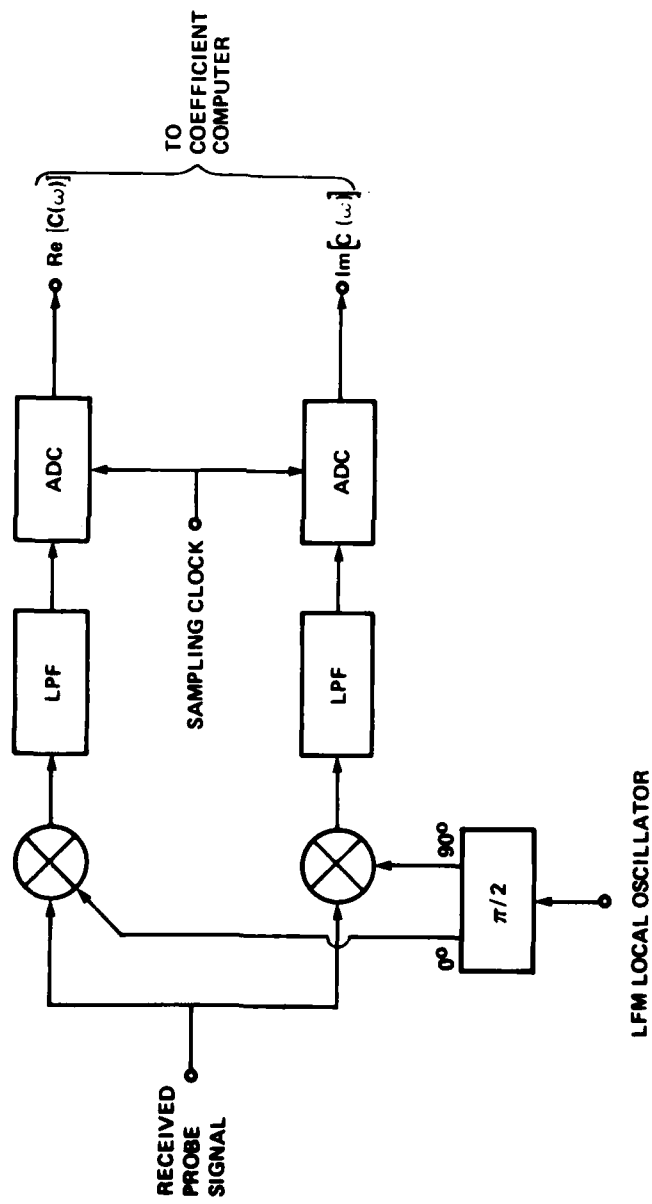 RECEIVED
PROBE
SIGNAL
LPF
ADC
Re [C(ω)]
TO
COEFFICIENT
COMPUTER
SAMPLING CLOCK
LPF
ADC
Im [C (ω)]
0°
90°
π/2
LFM LOCAL OSCILLATOR